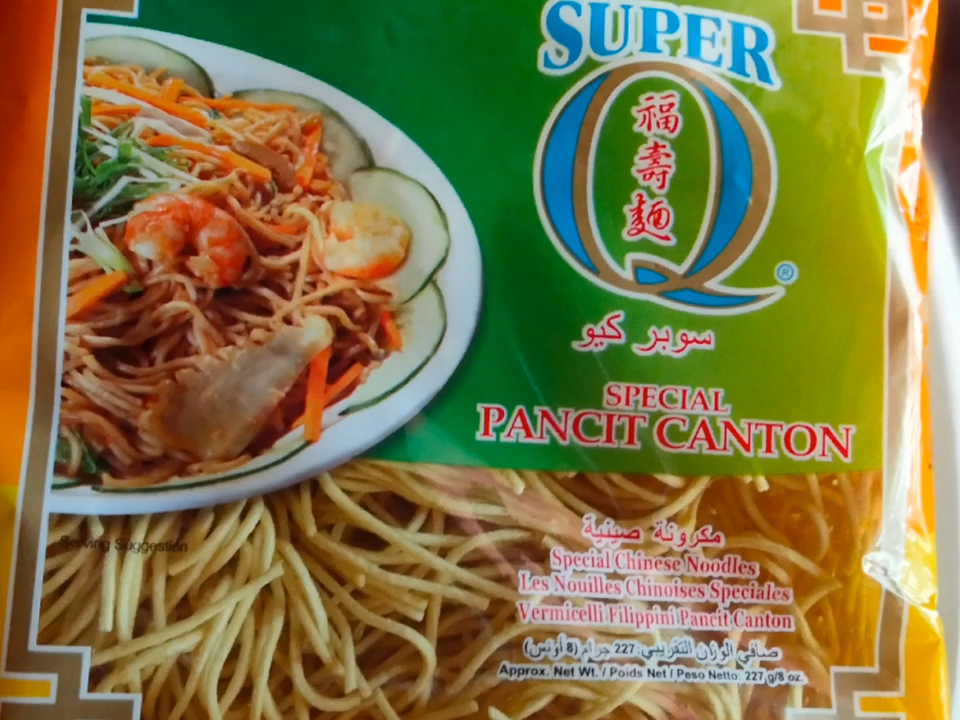 SUPER
Q
福壽麵
®
سوبر كيو
SPECIAL
PANCIT CANTON
Serving Suggestion
مكرونة صينية
Special Chinese Noodles
Les Nouilles Chinoises Speciales
Vermicelli Filippini Pancit Canton
صافي الوزن التقريبي: 227 جرام (8 أونس)
Approx. Net Wt. / Poids Net / Peso Netto: 227 g/8 oz.